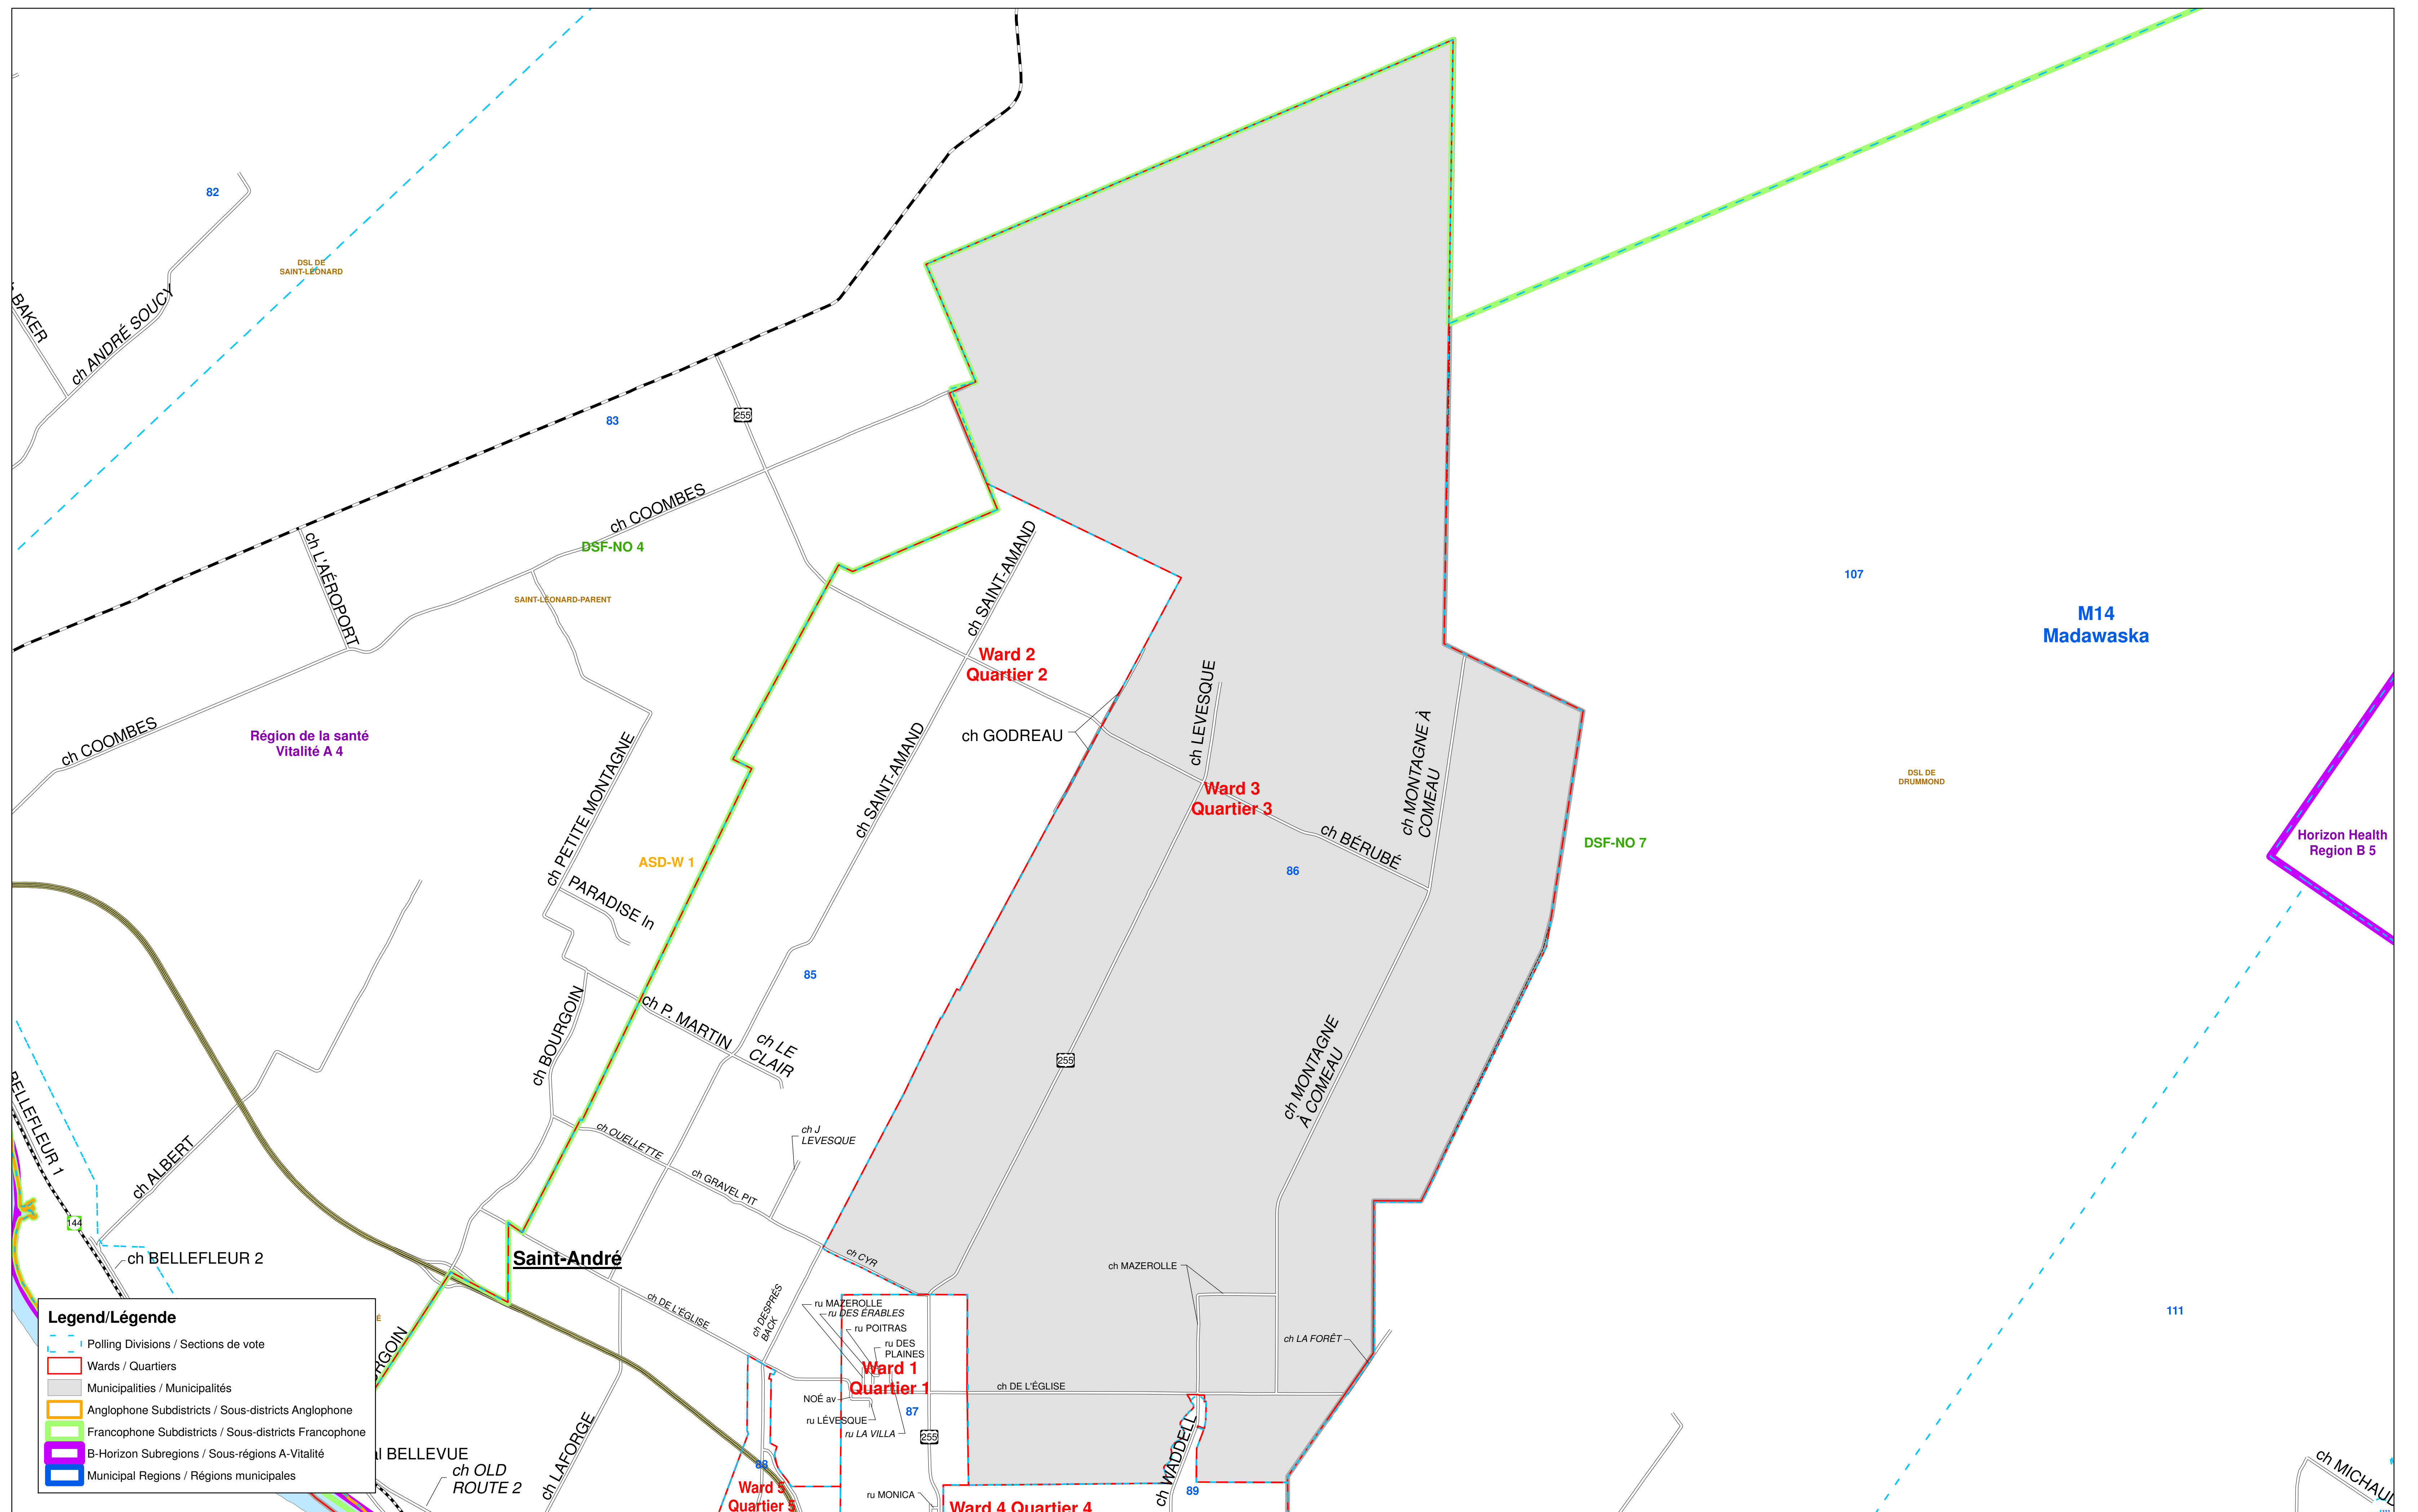 82
DSL DE
SAINT-LÉONARD
BAKER
ch ANDRÉ SOUCY
83
255
ch COOMBES
DSF-NO 4
ch L'AÉROPORT
SAINT-LÉONARD-PARENT
ch SAINT-AMAND
107
M14
Madawaska
Ward 2
Quartier 2
ch LEVESQUE
ch GODREAU
ch COOMBES
Région de la santé
Vitalité A 4
ch PETITE MONTAGNE
ch SAINT-AMAND
ch MONTAGNE À
COMEAU
Ward 3
Quartier 3
DSL DE
DRUMMOND
ch BÉRUBÉ
DSF-NO 7
Horizon Health
Region B 5
ASD-W 1
86
PARADISE ln
85
ch P. MARTIN
ch LE
CLAIR
ch BOURGOIN
255
ch MONTAGNE
À COMEAU
BELLEFLEUR 1
ch ALBERT
ch OUELLETTE
ch J
LEVESQUE
ch GRAVEL PIT
144
ch BELLEFLEUR 2
Saint-André
ch CYR
ch MAZEROLLE
ch DE L'ÉGLISE
ch DESPRÉS
BACK
ru MAZEROLLE
ru DES ÉRABLES
ru POITRAS
ru DES
PLAINES
ch LA FORÊT
111
Ward 1
Quartier 1
ch DE L'ÉGLISE
NOÉ av
87
ru LÉVESQUE
ru LA VILLA
255
ch WADDELL
88
Ward 5
Quartier 5
ru MONICA
Ward 4 Quartier 4
89
ch MICHAUD
RGOIN
al BELLEVUE
ch OLD
ROUTE 2
ch LAFORGE
Legend/Légende
Polling Divisions / Sections de vote
Wards / Quartiers
Municipalities / Municipalités
Anglophone Subdistricts / Sous-districts Anglophone
Francophone Subdistricts / Sous-districts Francophone
B-Horizon Subregions / Sous-régions A-Vitalité
Municipal Regions / Régions municipales